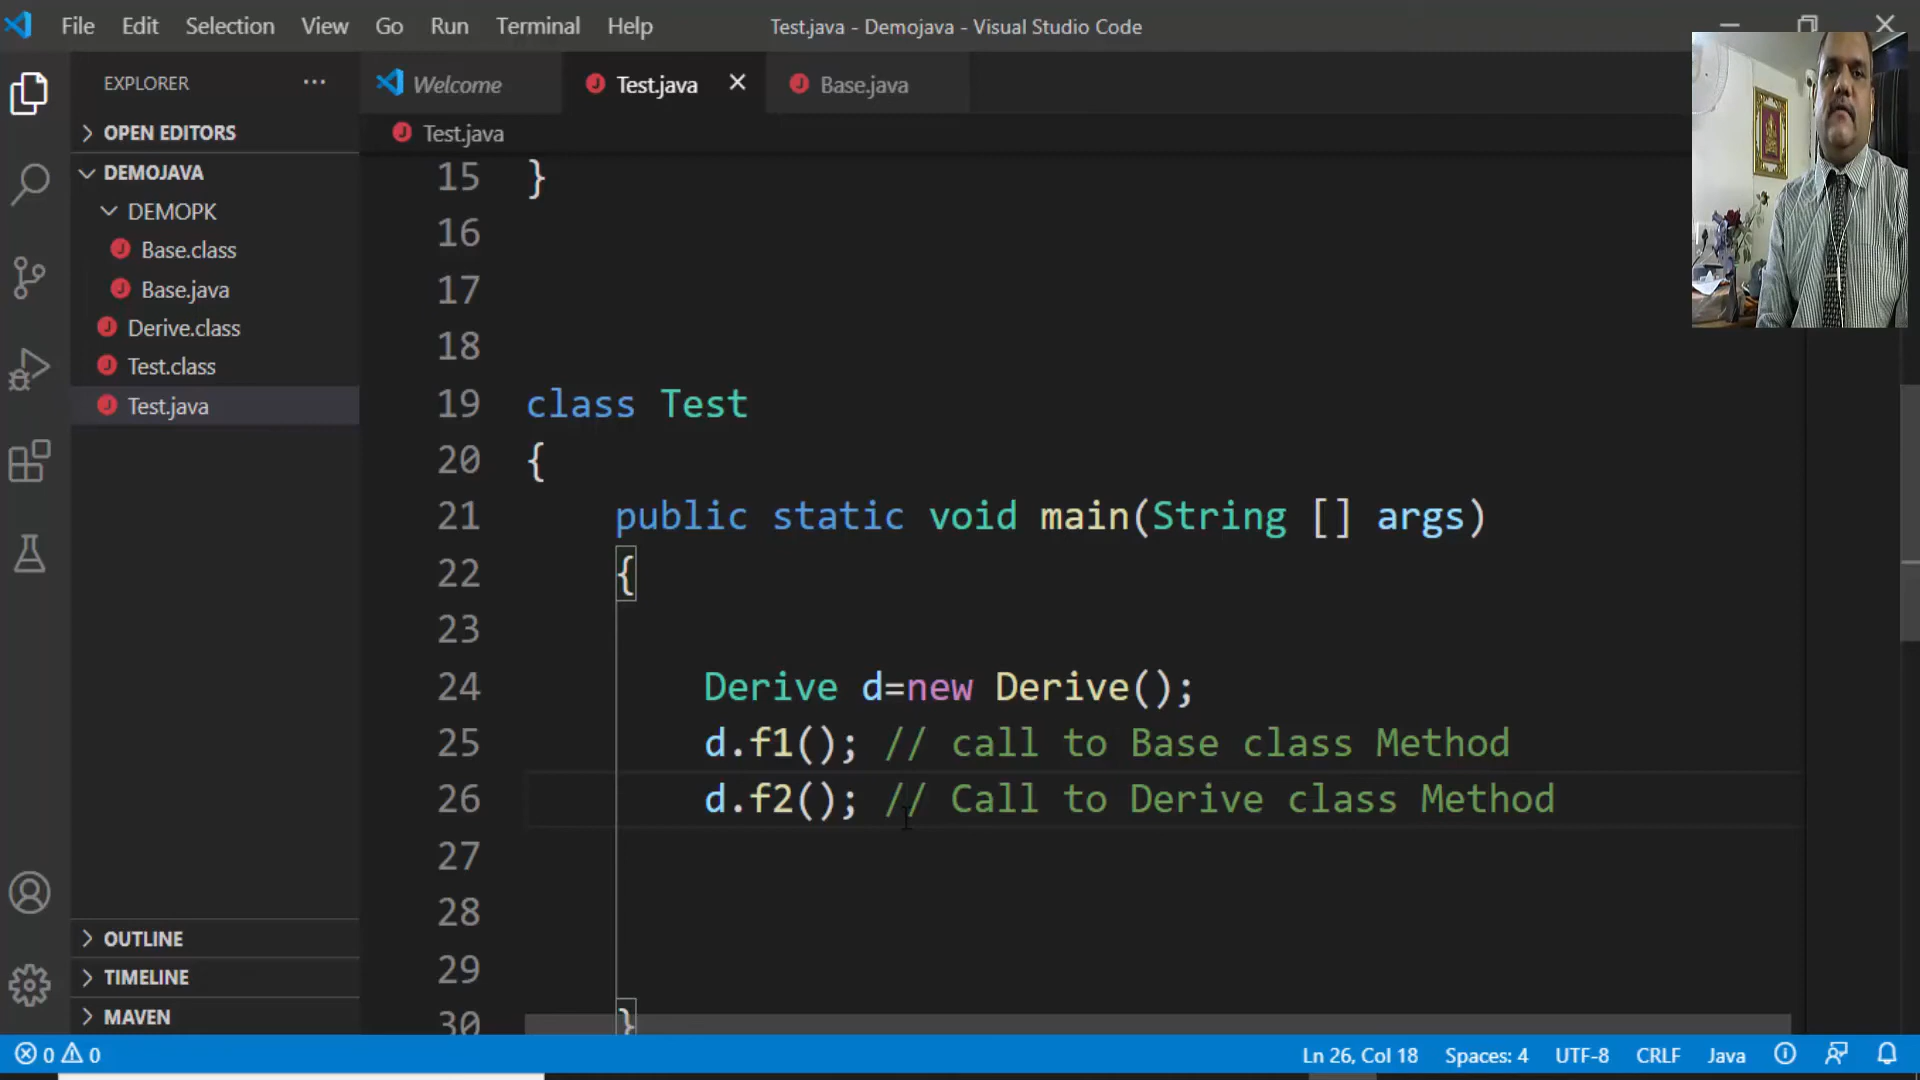 File Edit Selection View Go Run Terminal Help Test.java - Demojava - Visual Studio Code
EXPLORER ···
Welcome Test.java Base.java
OPEN EDITORS
Test.java
DEMOJAVA
DEMOPK
Base.class
Base.java
Derive.class
Test.class
Test.java
OUTLINE
TIMELINE
MAVEN
15 }
16
17
18
19 class Test
20 {
21 public static void main(String [] args)
22 {
23
24 Derive d=new Derive();
25 d.f1(); // call to Base class Method
26 d.f2(); // Call to Derive class Method
27
28
29
30 }
0 0 Ln 26, Col 18 Spaces: 4 UTF-8 CRLF Java